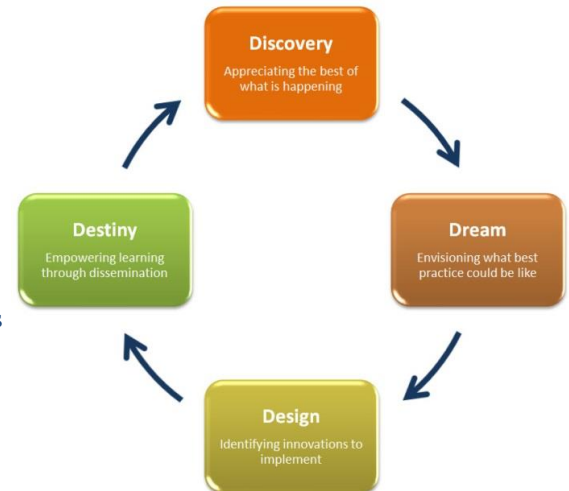 Discovery
Appreciating the best of
what is happening
Dream
Envisioning what best
practice could be like
Design
Identifying innovations to
implement
Destiny
Empowering learning
through dissemination